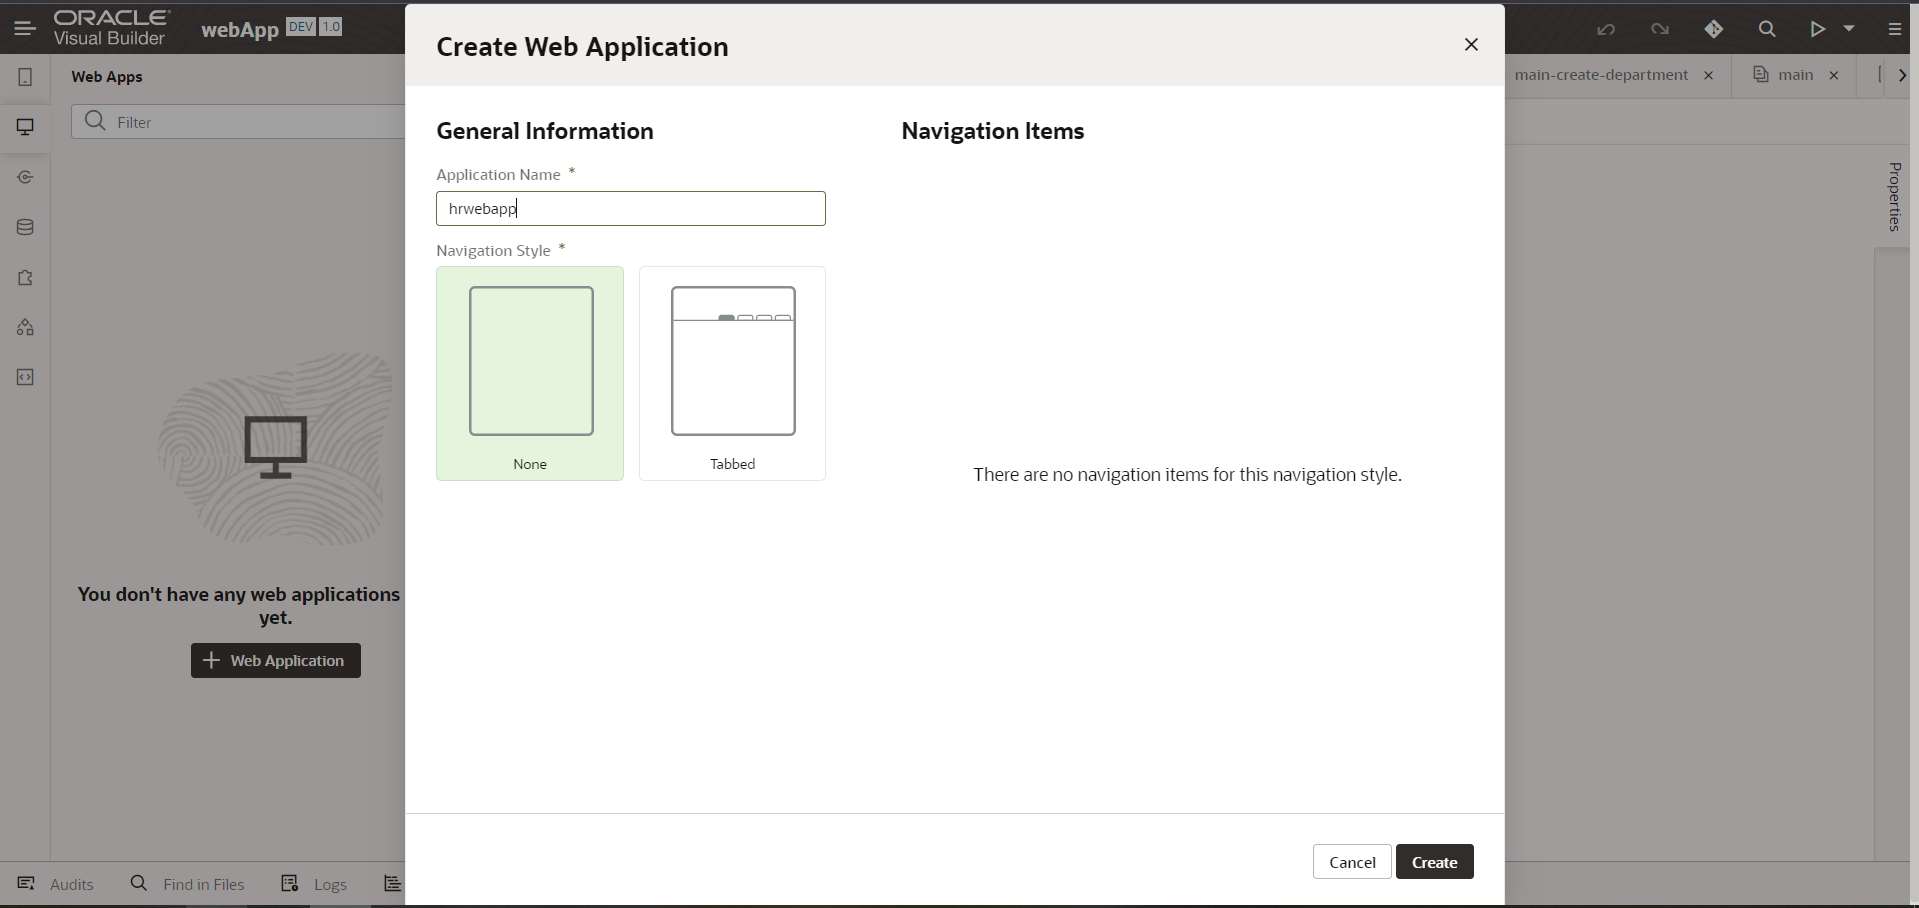 ORACLE
Visual Builder
webApp DEV 1.0
Web Apps
Filter
You don't have any web applications
yet.
Web Application
Create Web Application
General Information
Application Name *
hrwebapp
Navigation Style *
None
Tabbed
Navigation Items
There are no navigation items for this navigation style.
Cancel
Create
main-create-department
main
Properties
Audits
Find in Files
Logs